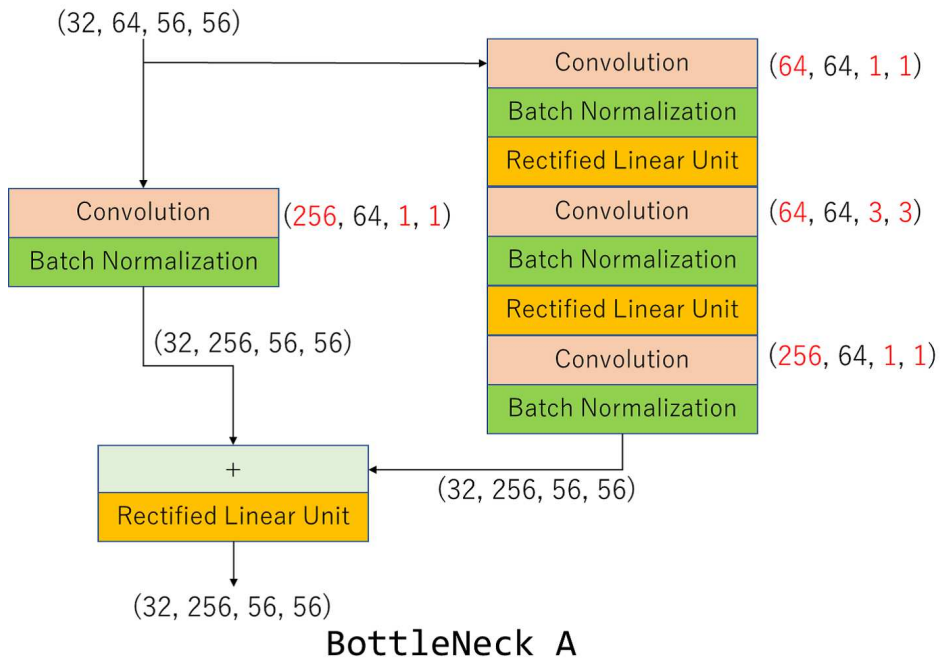 (32, 64, 56, 56)
Convolution
(64, 64, 1, 1)
Batch Normalization
Rectified Linear Unit
Convolution
(64, 64, 3, 3)
Batch Normalization
Rectified Linear Unit
Convolution
(256, 64, 1, 1)
Batch Normalization
(32, 256, 56, 56)
Convolution
(256, 64, 1, 1)
Batch Normalization
(32, 256, 56, 56)
+
Rectified Linear Unit
(32, 256, 56, 56)
BottleNeck A